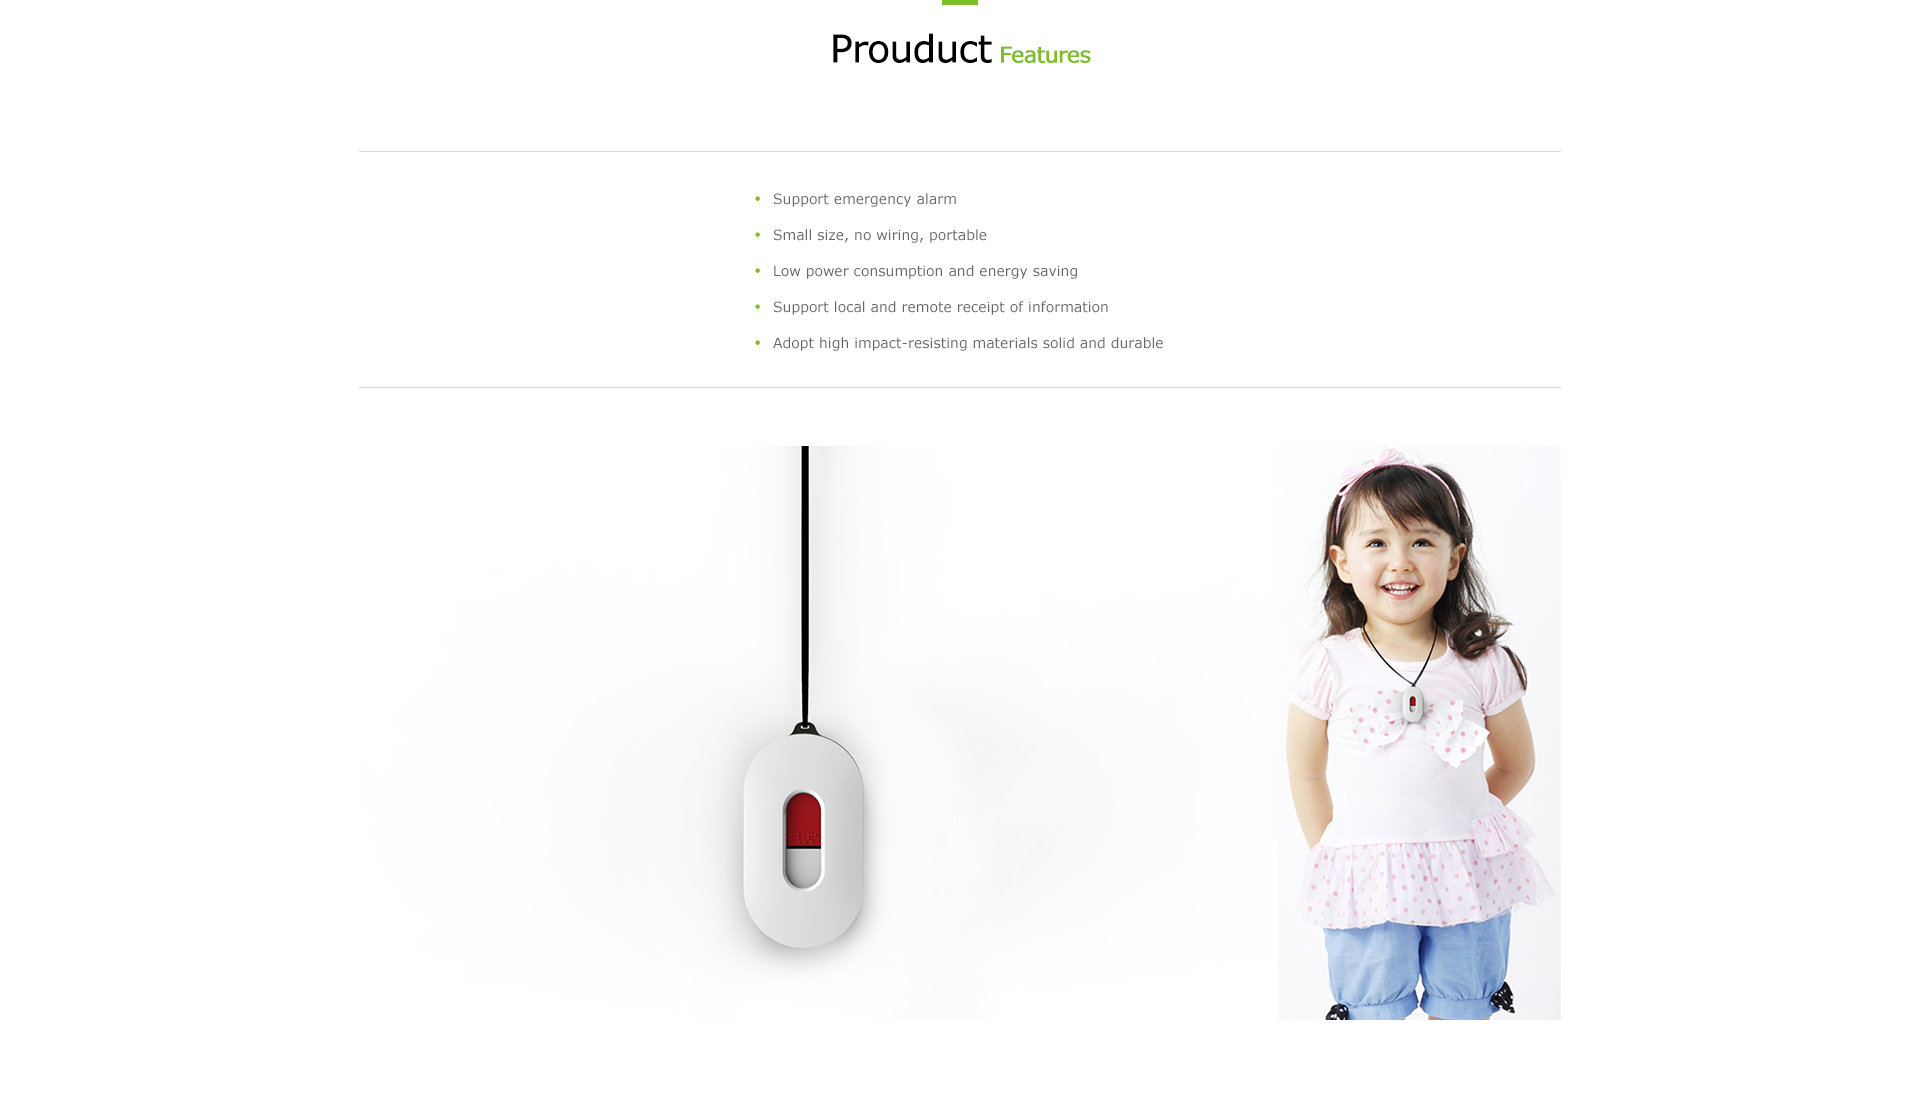 Prouduct Features
Support emergency alarm
Small size, no wiring, portable
Low power consumption and energy saving
Support local and remote receipt of information
Adopt high impact-resisting materials solid and durable